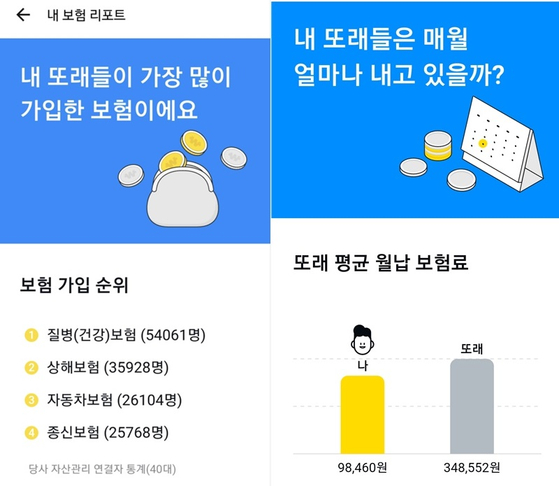 내 보험 리포트
내 또래들이 가장 많이
가입한 보험이에요
보험 가입 순위
1 질병(건강)보험 (54061명)
2 상해보험 (35928명)
3 자동차보험 (26104명)
4 종신보험 (25768명)
당사 자산관리 연결자 통계(40대)
내 또래들은 매월
얼마나 내고 있을까?
또래 평균 월납 보험료
나
또래
98,460원
348,552원